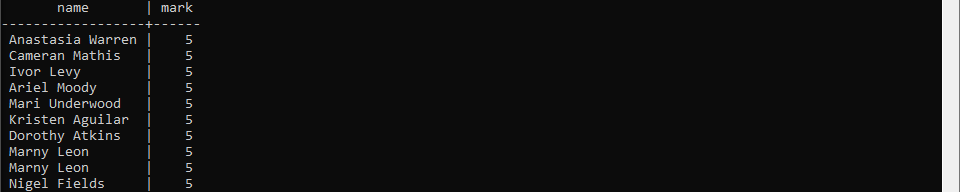 name | mark
------------------+------
Anastasia Warren | 5
Cameran Mathis | 5
Ivor Levy | 5
Ariel Moody | 5
Mari Underwood | 5
Kristen Aguilar | 5
Dorothy Atkins | 5
Marny Leon | 5
Marny Leon | 5
Nigel Fields | 5